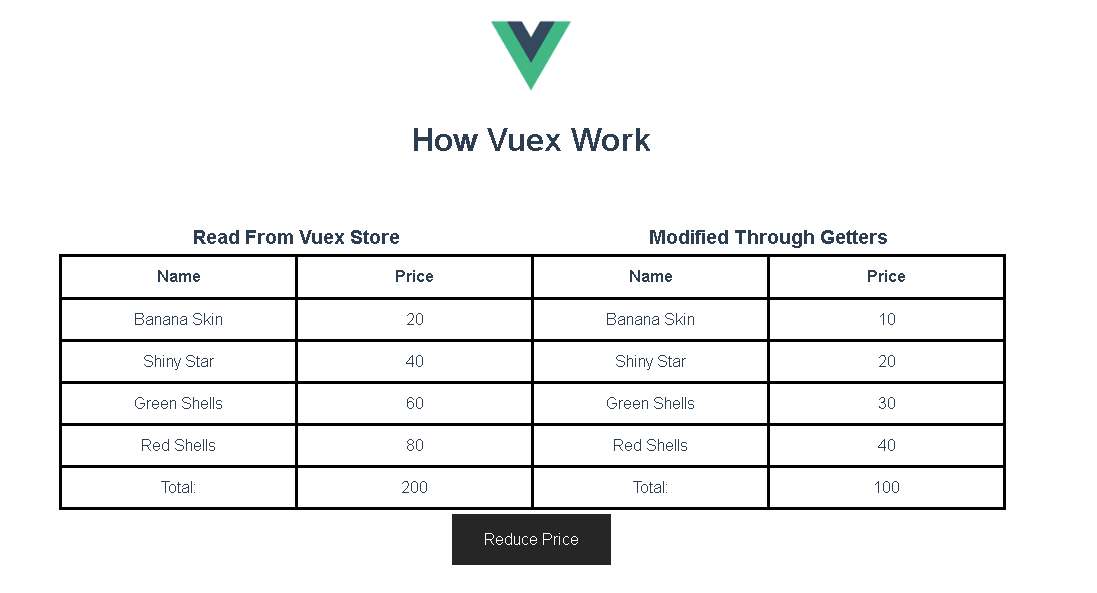 How Vuex Work
Read From Vuex Store Modified Through Getters
Name Price Name Price
Banana Skin 20 Banana Skin 10
Shiny Star 40 Shiny Star 20
Green Shells 60 Green Shells 30
Red Shells 80 Red Shells 40
Total: 200 Total: 100
Reduce Price